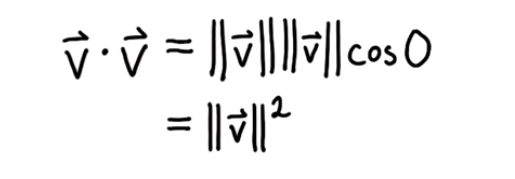 v⃗ · v⃗ = ||v⃗|| ||v⃗|| cos 0
= ||v⃗||²